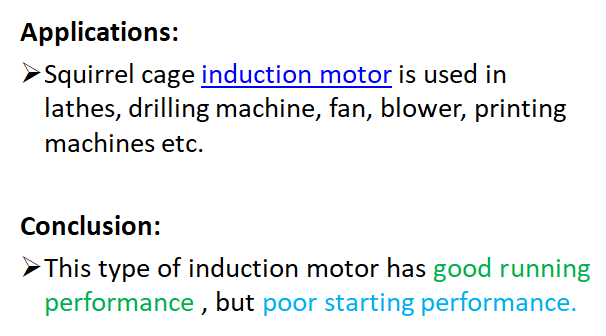 Applications:
➢Squirrel cage induction motor is used in
lathes, drilling machine, fan, blower, printing
machines etc.
Conclusion:
➢This type of induction motor has good running
performance , but poor starting performance.